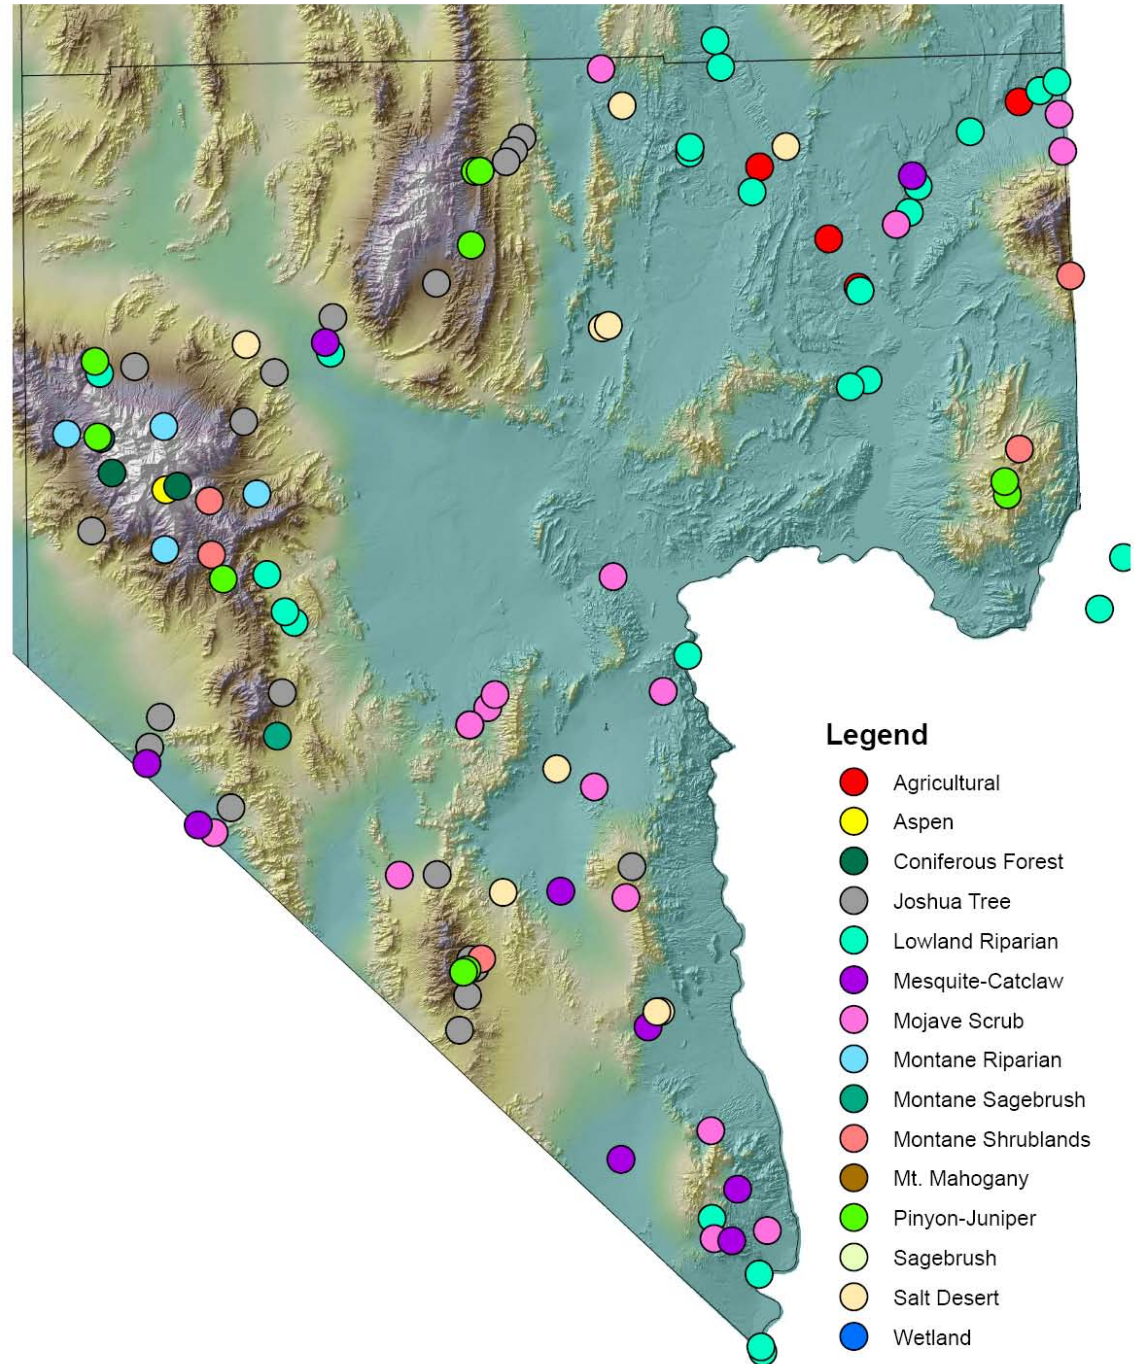 Legend
Agricultural
Aspen
Coniferous Forest
Joshua Tree
Lowland Riparian
Mesquite-Catclaw
Mojave Scrub
Montane Riparian
Montane Sagebrush
Montane Shrublands
Mt. Mahogany
Pinyon-Juniper
Sagebrush
Salt Desert
Wetland